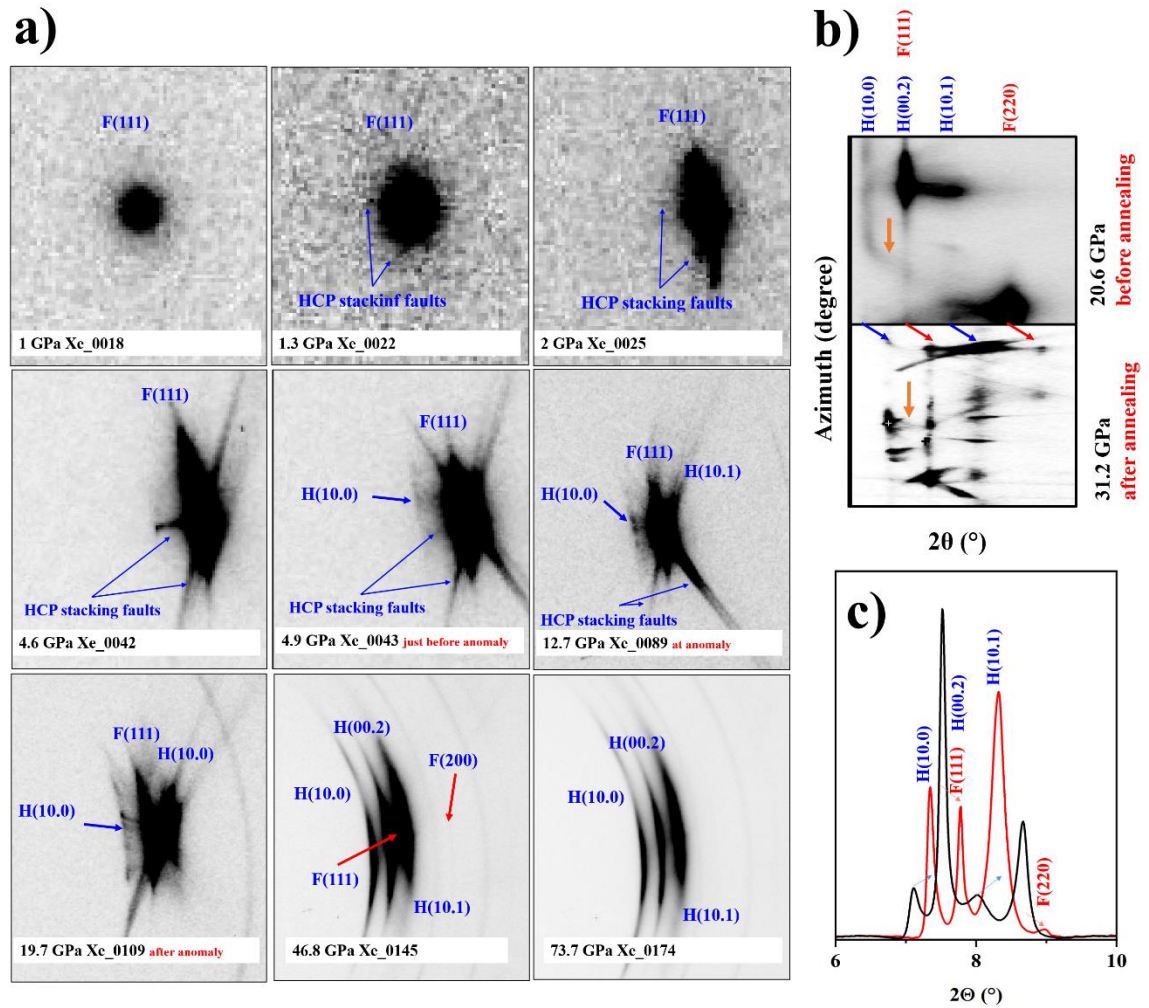 a)
F(111)
1 GPa Xe_0018
F(111)
HCP stackinf faults
1.3 GPa Xe_0022
F(111)
HCP stacking faults
2 GPa Xe_0025
F(111)
HCP stacking faults
4.6 GPa Xe_0042
F(111)
H(10.0)
HCP stacking faults
4.9 GPa Xe_0043 just before anomaly
F(111)
H(10.1)
H(10.0)
HCP stacking faults
12.7 GPa Xe_0089 at anomaly
F(111)
H(10.0)
H(10.0)
19.7 GPa Xe_0109 after anomaly
H(00.2)
F(200)
H(10.0)
F(111)
H(10.1)
46.8 GPa Xe_0145
H(00.2)
H(10.0)
H(10.1)
73.7 GPa Xe_0174
b)
H(10.0)
H(00.2)
F(111)
H(10.1)
F(220)
Azimuth (degree)
20.6 GPa
before annealing
31.2 GPa
after annealing
2θ (°)
c)
H(10.0)
F(111)
H(00.2)
H(10.1)
F(220)
6
8
10
2Θ (°)